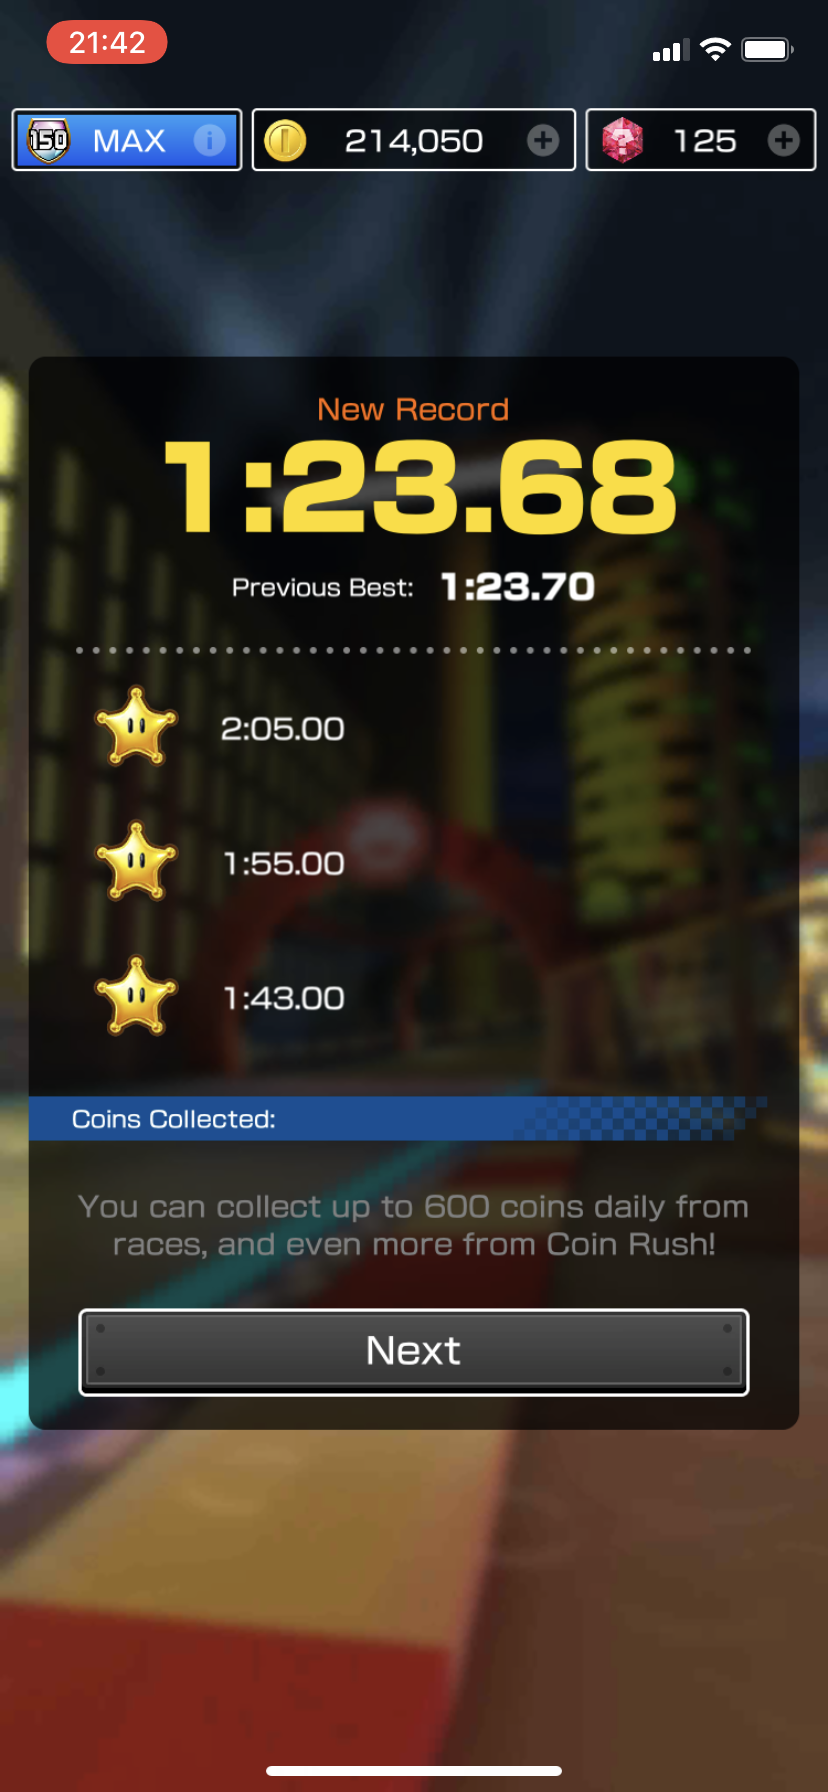 21:42
150 MAX i 214,050 + ? 125 +
New Record
1:23.68
Previous Best: 1:23.70
2:05.00
1:55.00
1:43.00
Coins Collected:
You can collect up to 600 coins daily from
races, and even more from Coin Rush!
Next